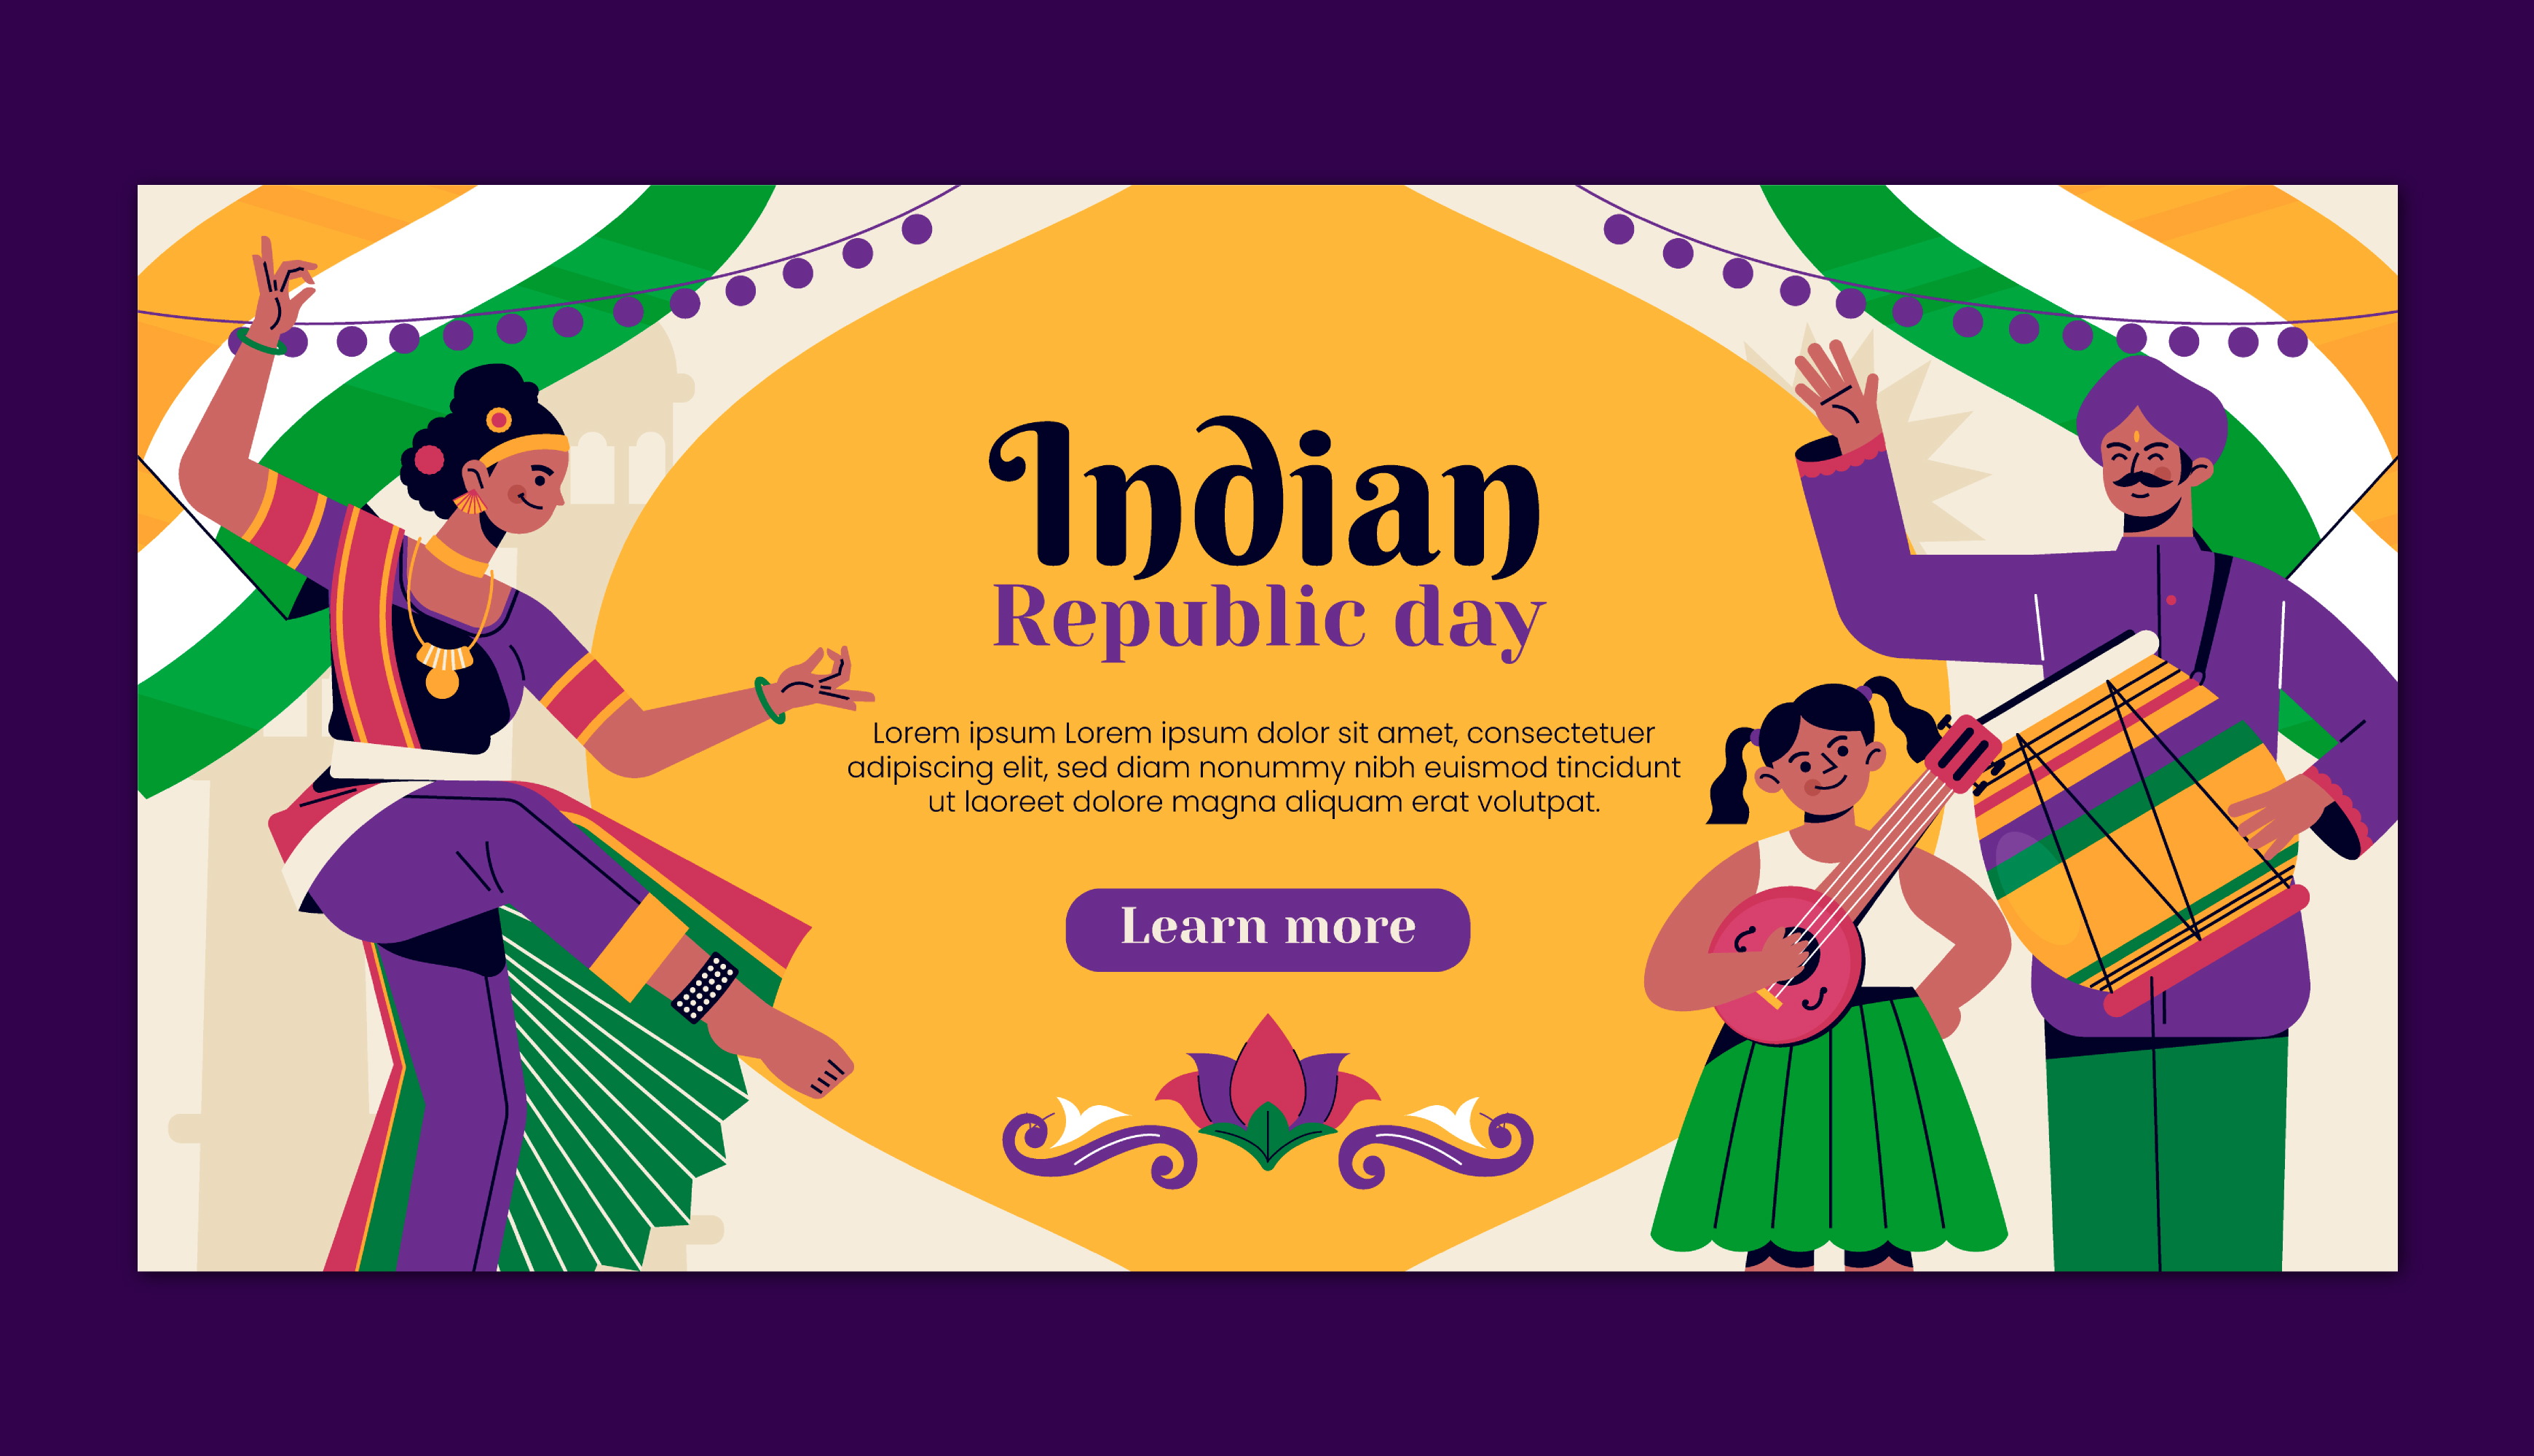 Indian
Republic day
Lorem ipsum Lorem ipsum dolor sit amet, consectetuer
adipiscing elit, sed diam nonummy nibh euismod tincidunt
ut laoreet dolore magna aliquam erat volutpat.
Learn more